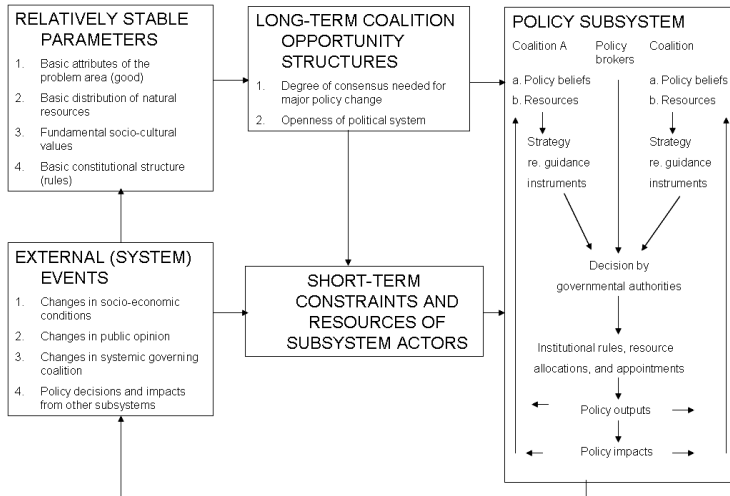 RELATIVELY STABLE
PARAMETERS
1. Basic attributes of the
problem area (good)
2. Basic distribution of natural
resources
3. Fundamental socio-cultural
values
4. Basic constitutional structure
(rules)
LONG-TERM COALITION
OPPORTUNITY
STRUCTURES
1. Degree of consensus needed for
major policy change
2. Openness of political system
EXTERNAL (SYSTEM)
EVENTS
1. Changes in socio-economic
conditions
2. Changes in public opinion
3. Changes in systemic governing
coalition
4. Policy decisions and impacts
from other subsystems
SHORT-TERM
CONSTRAINTS AND
RESOURCES OF
SUBSYSTEM ACTORS
POLICY SUBSYSTEM
Coalition A
a. Policy beliefs
b. Resources
Strategy
re. guidance
instruments
Policy
brokers
Coalition
a. Policy beliefs
b. Resources
Strategy
re. guidance
instruments
Decision by
governmental authorities
Institutional rules, resource
allocations, and appointments
Policy outputs
Policy impacts